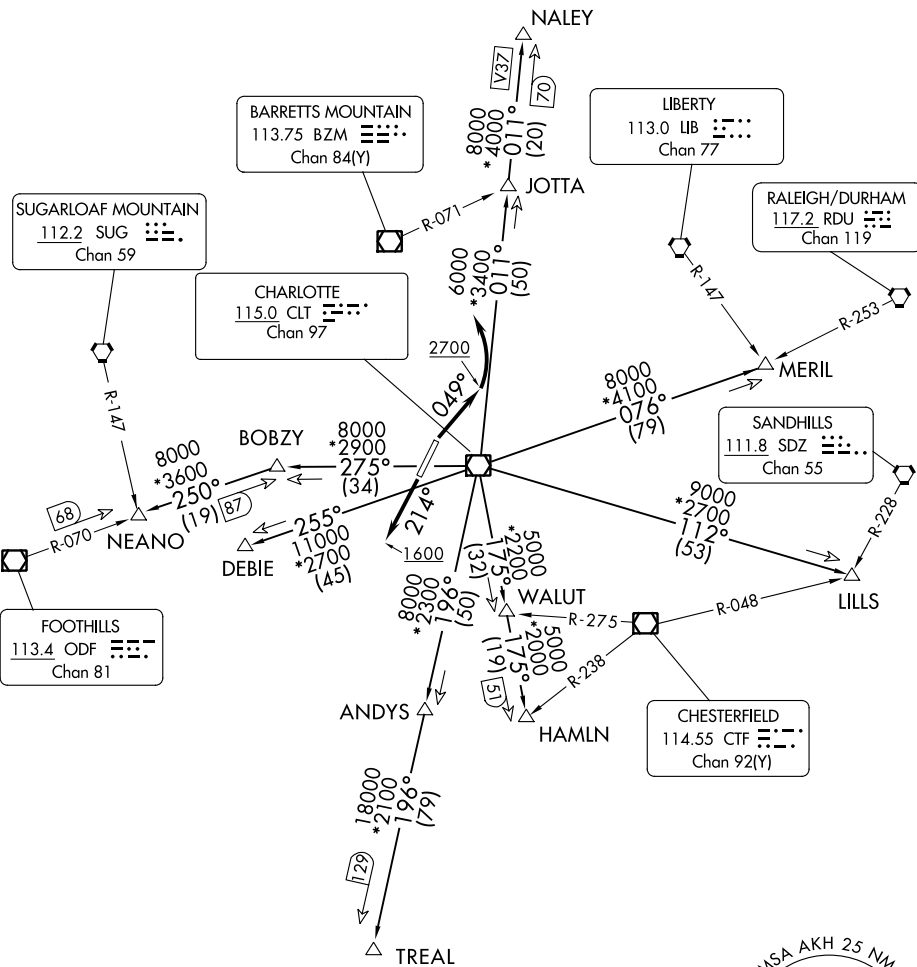 NALEY
V37
70
8000
*4000
011°
(20)
BARRETTS MOUNTAIN
113.75 BZM
Chan 84(Y)
LIBERTY
113.0 LIB
Chan 77
JOTTA
R-071
RALEIGH/DURHAM
117.2 RDU
Chan 119
SUGARLOAF MOUNTAIN
112.2 SUG
Chan 59
6000
*3400
011°
(50)
CHARLOTTE
115.0 CLT
Chan 97
R-147
R-253
2700
049°
MERIL
R-147
8000
*4100
076°
(79)
BOBZY
8000
*2900
275°
(34)
SANDHILLS
111.8 SDZ
Chan 55
8000
*3600
250°
(19)
87
68
R-070
NEANO
214°
1600
255°
11000
*2700
(45)
DEBIE
9000
*2700
112°
(53)
R-228
LILLS
5000
*2200
175°
(32)
WALUT
R-275
R-048
8000
*2300
196°
(50)
FOOTHILLS
113.4 ODF
Chan 81
5000
*2000
175°
(19)
51
R-238
HAMLN
ANDYS
CHESTERFIELD
114.55 CTF
Chan 92(Y)
18000
*2100
196°
(79)
129
TREAL
MSA AKH 25 NM